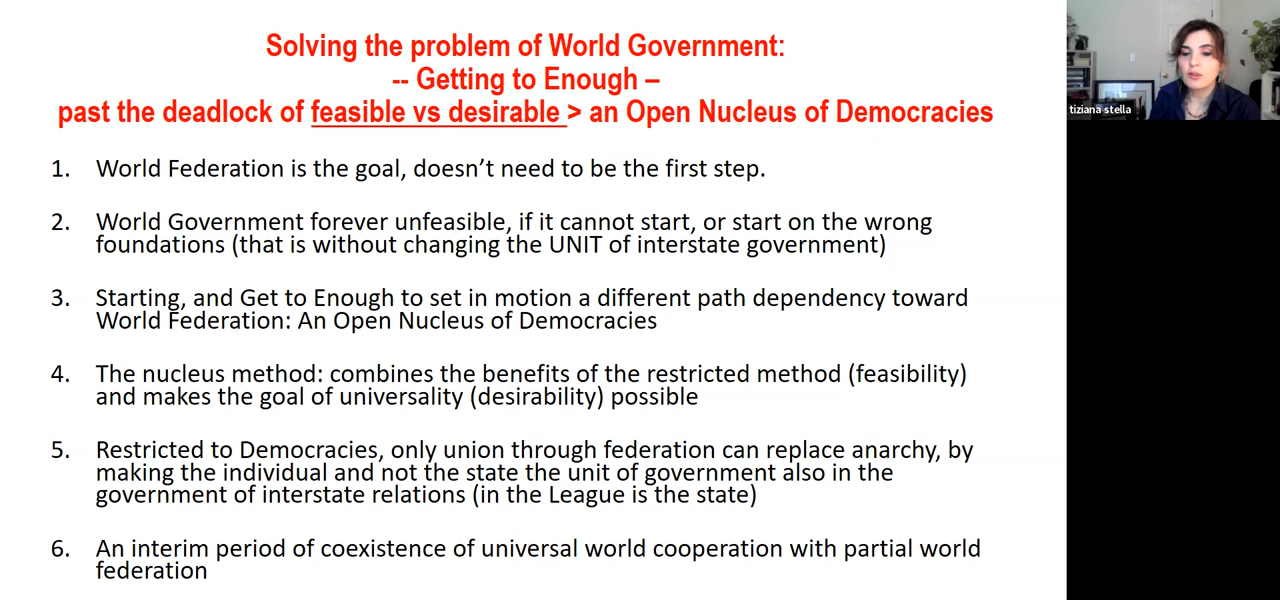 Solving the problem of World Government:
-- Getting to Enough –
past the deadlock of feasible vs desirable > an Open Nucleus of Democracies
1. World Federation is the goal, doesn’t need to be the first step.
2. World Government forever unfeasible, if it cannot start, or start on the wrong
foundations (that is without changing the UNIT of interstate government)
3. Starting, and Get to Enough to set in motion a different path dependency toward
World Federation: An Open Nucleus of Democracies
4. The nucleus method: combines the benefits of the restricted method (feasibility)
and makes the goal of universality (desirability) possible
5. Restricted to Democracies, only union through federation can replace anarchy, by
making the individual and not the state the unit of government also in the
government of interstate relations (in the League is the state)
6. An interim period of coexistence of universal world cooperation with partial world
federation
tiziana stella